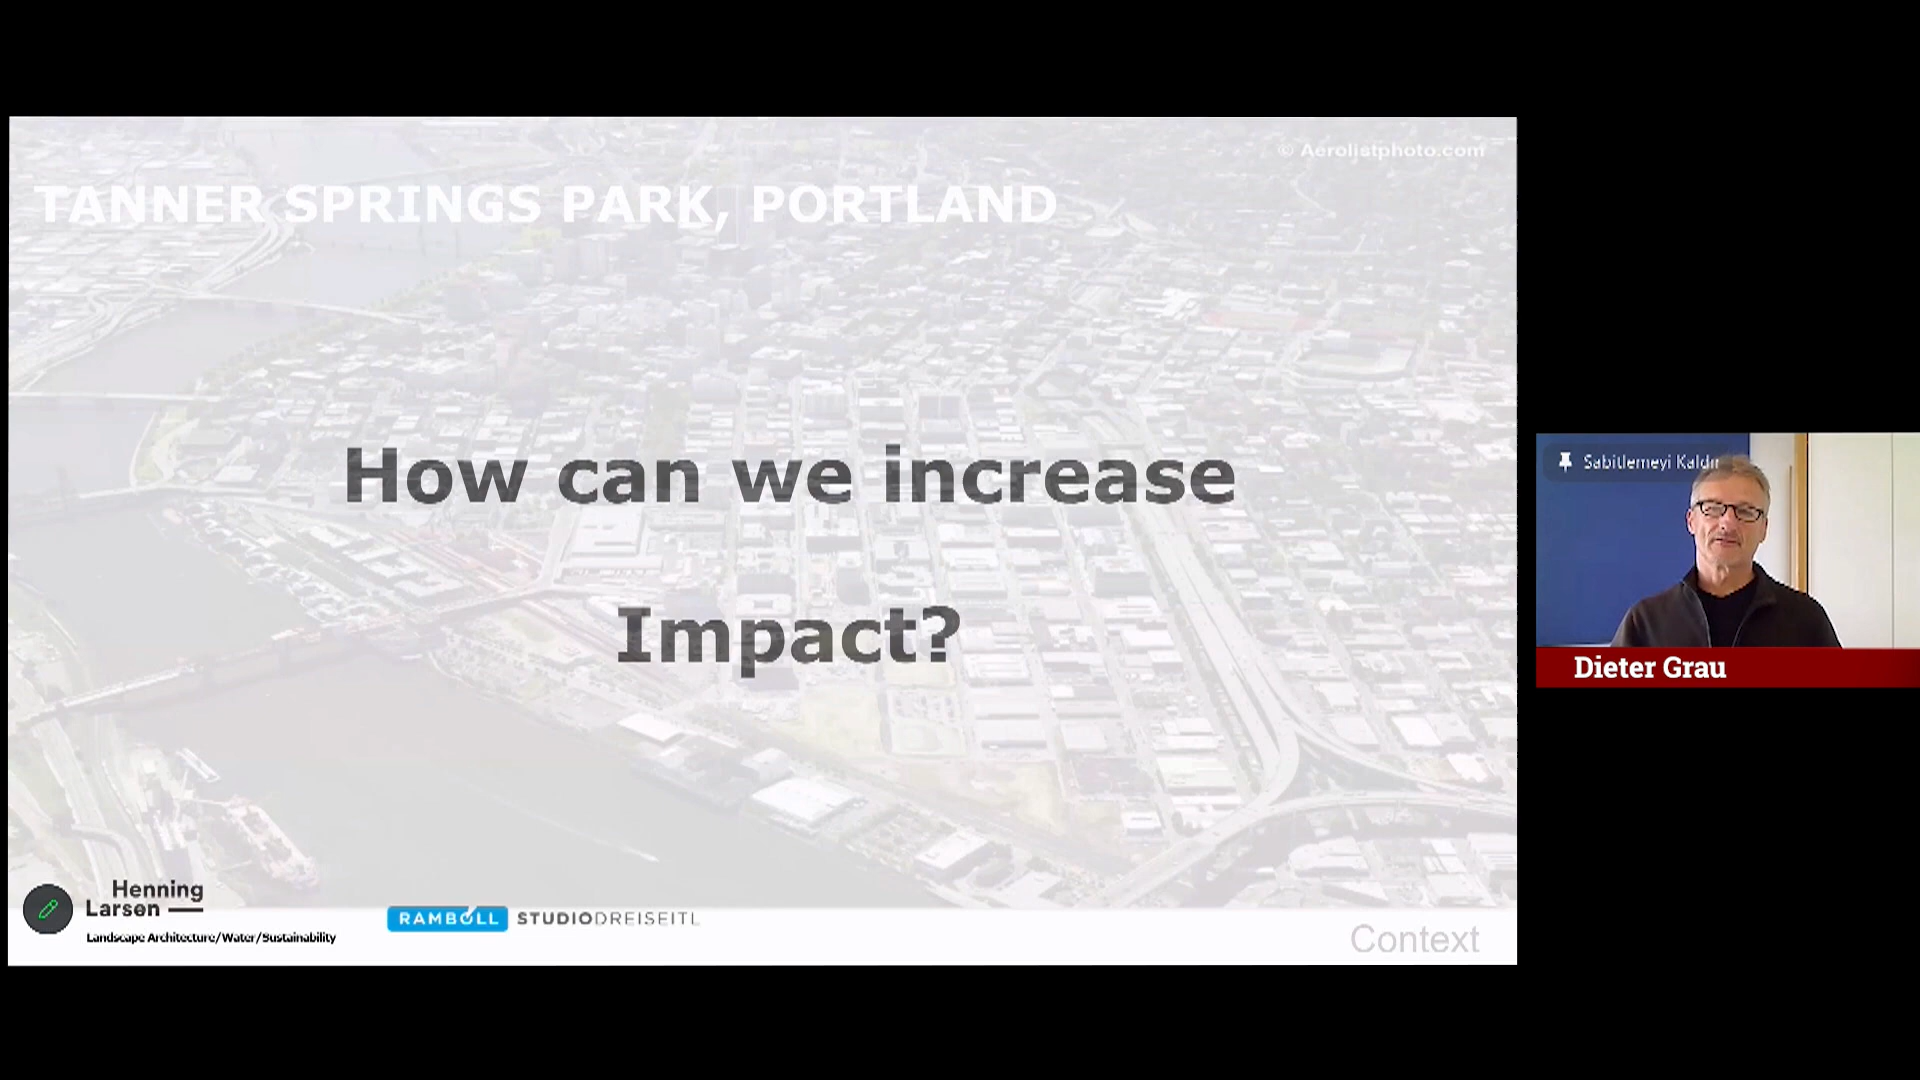 © Aerolistphoto.com
TANNER SPRINGS PARK, PORTLAND
How can we increase
Impact?
Henning
Larsen
Landscape Architecture/Water/Sustainability
RAMBOLL STUDIODREISEITL
Context
Sabitlemeyi Kaldır
Dieter Grau